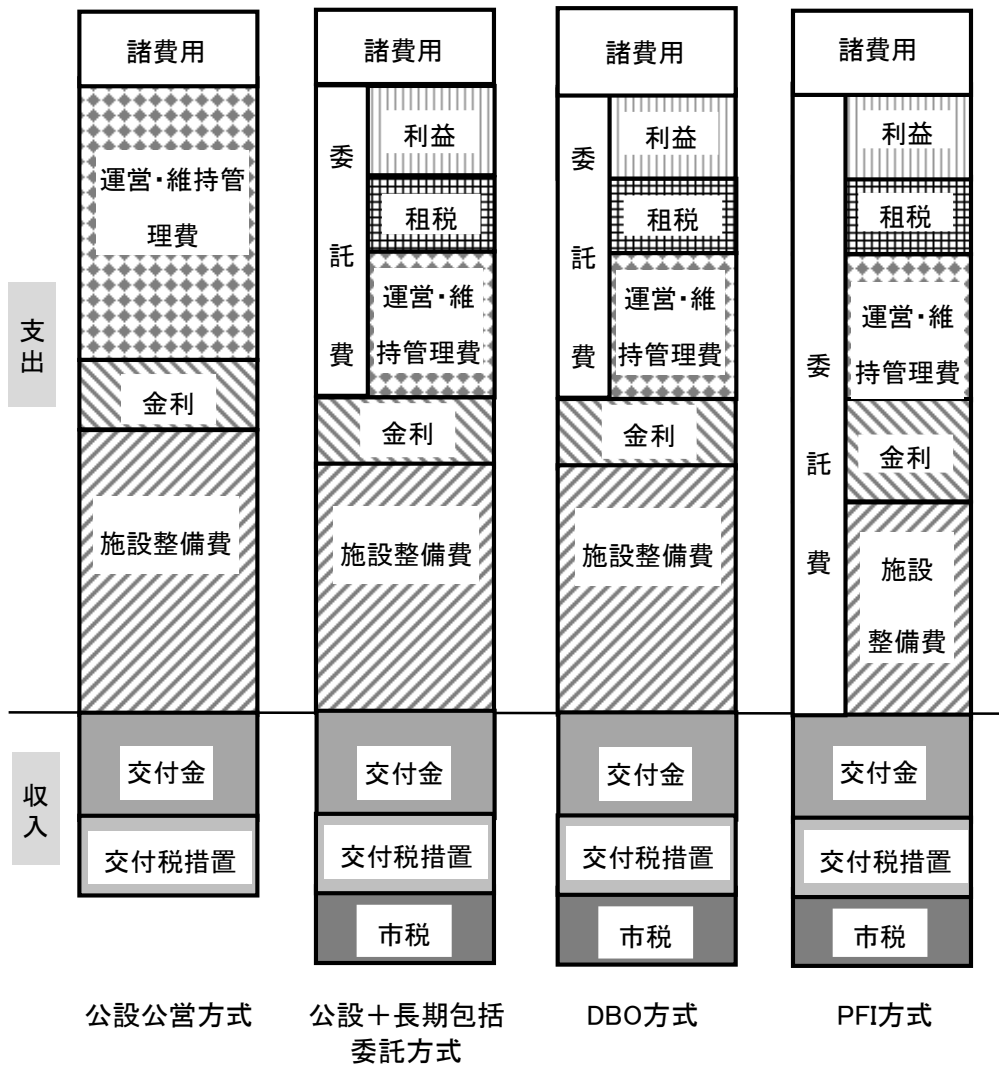 支出
諸費用
運営・維持管
理費
金利
施設整備費
諸費用
委託費
利益
租税
運営・維
持管理費
金利
施設整備費
諸費用
委託費
利益
租税
運営・維
持管理費
金利
施設整備費
諸費用
委託費
利益
租税
運営・維
持管理費
金利
施設
整備費
収入
交付金
交付税措置
交付金
交付税措置
市税
交付金
交付税措置
市税
交付金
交付税措置
市税
公設公営方式
公設＋長期包括
委託方式
DBO方式
PFI方式